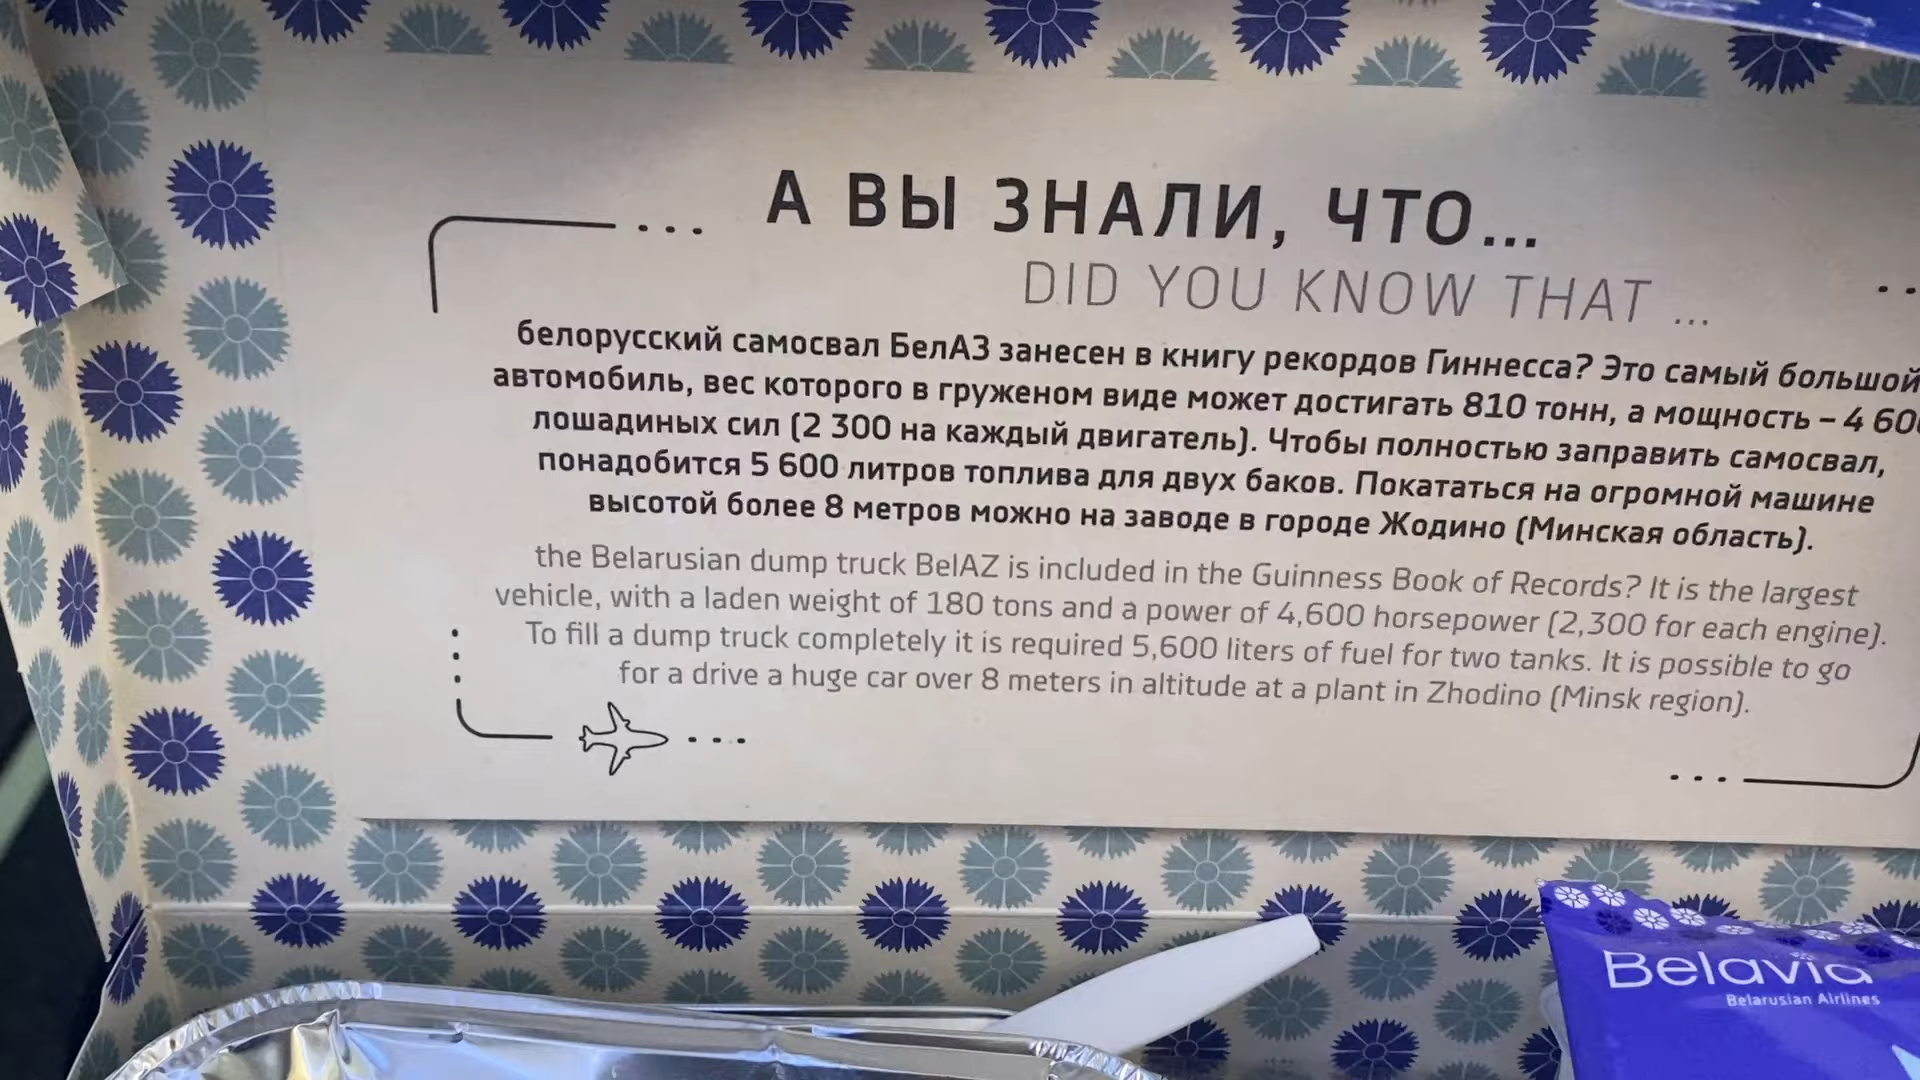 А ВЫ ЗНАЛИ, ЧТО...
DID YOU KNOW THAT ...
белорусский самосвал БелАЗ занесен в книгу рекордов Гиннесса? Это самый большой
автомобиль, вес которого в груженом виде может достигать 810 тонн, а мощность – 4 600
лошадиных сил (2 300 на каждый двигатель). Чтобы полностью заправить самосвал,
понадобится 5 600 литров топлива для двух баков. Покататься на огромной машине
высотой более 8 метров можно на заводе в городе Жодино (Минская область).
the Belarusian dump truck BelAZ is included in the Guinness Book of Records? It is the largest
vehicle, with a laden weight of 180 tons and a power of 4,600 horsepower (2,300 for each engine).
To fill a dump truck completely it is required 5,600 liters of fuel for two tanks. It is possible to go
for a drive a huge car over 8 meters in altitude at a plant in Zhodino (Minsk region).
Belavia
Belarusian Airlines